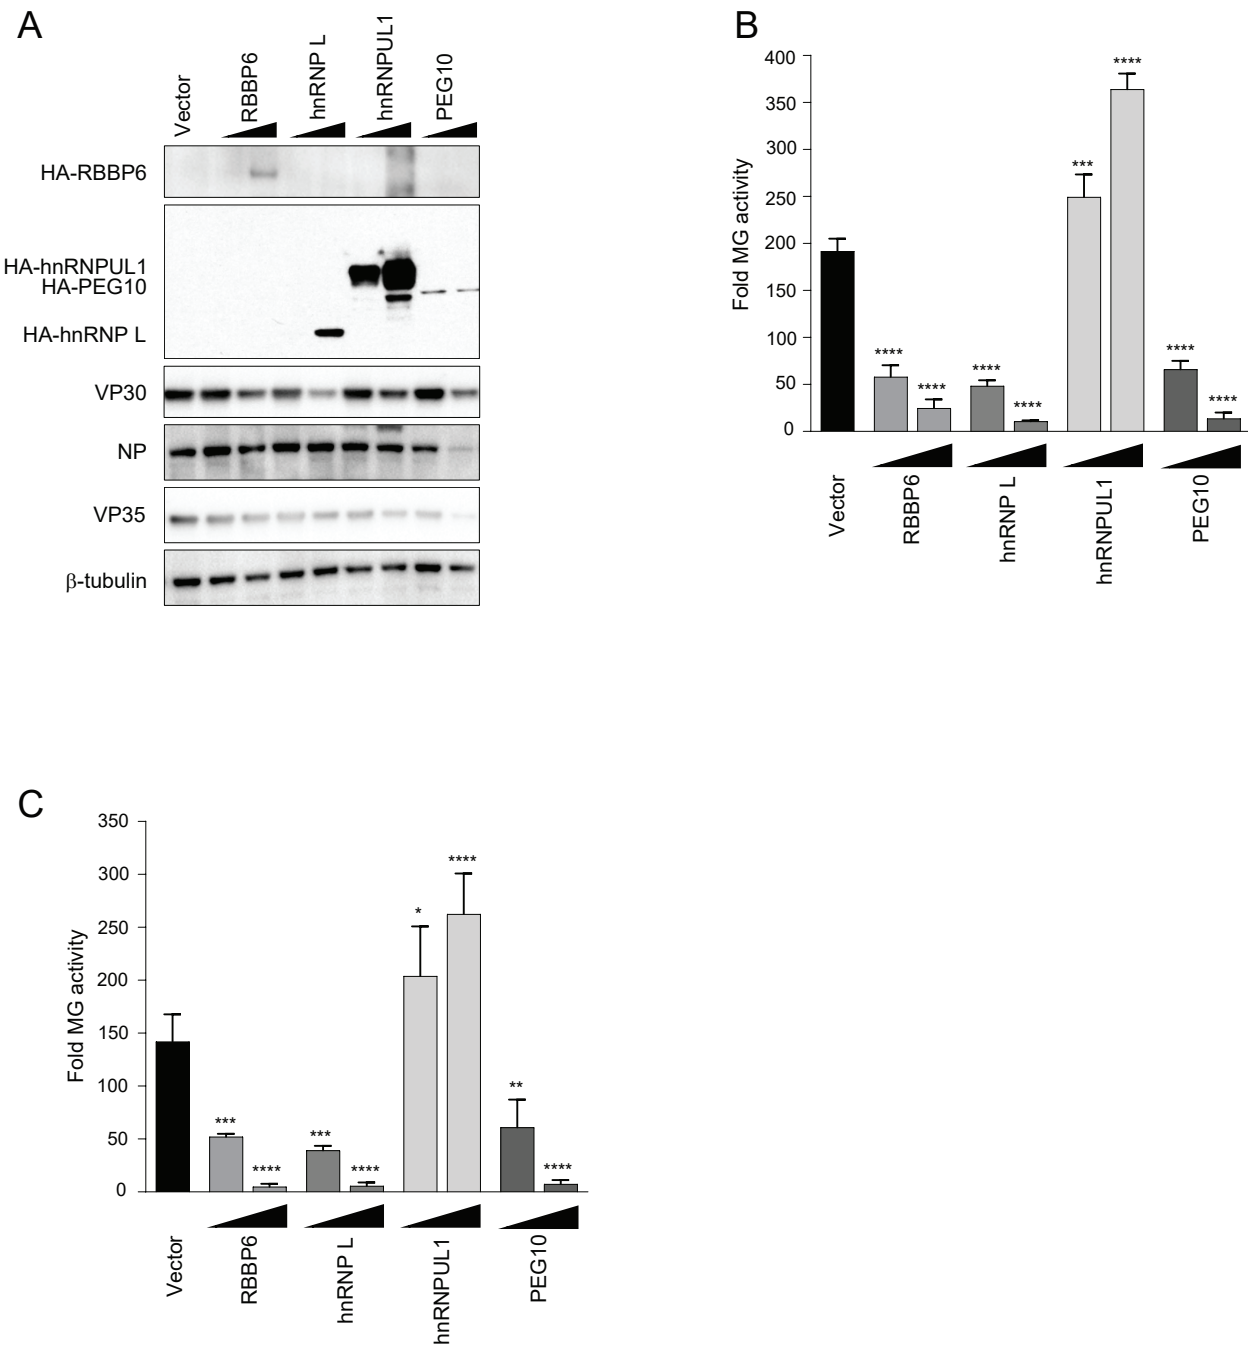 A
Vector
RBBP6
hnRNP L
hnRNPUL1
PEG10
HA-RBBP6
HA-hnRNPUL1
HA-PEG10
HA-hnRNP L
VP30
NP
VP35
β-tubulin
B
Fold MG activity
400
350
300
250
200
150
100
50
0
****
****
****
****
***
****
****
****
Vector
RBBP6
hnRNP L
hnRNPUL1
PEG10
C
Fold MG activity
350
300
250
200
150
100
50
0
***
****
***
****
*
****
**
****
Vector
RBBP6
hnRNP L
hnRNPUL1
PEG10